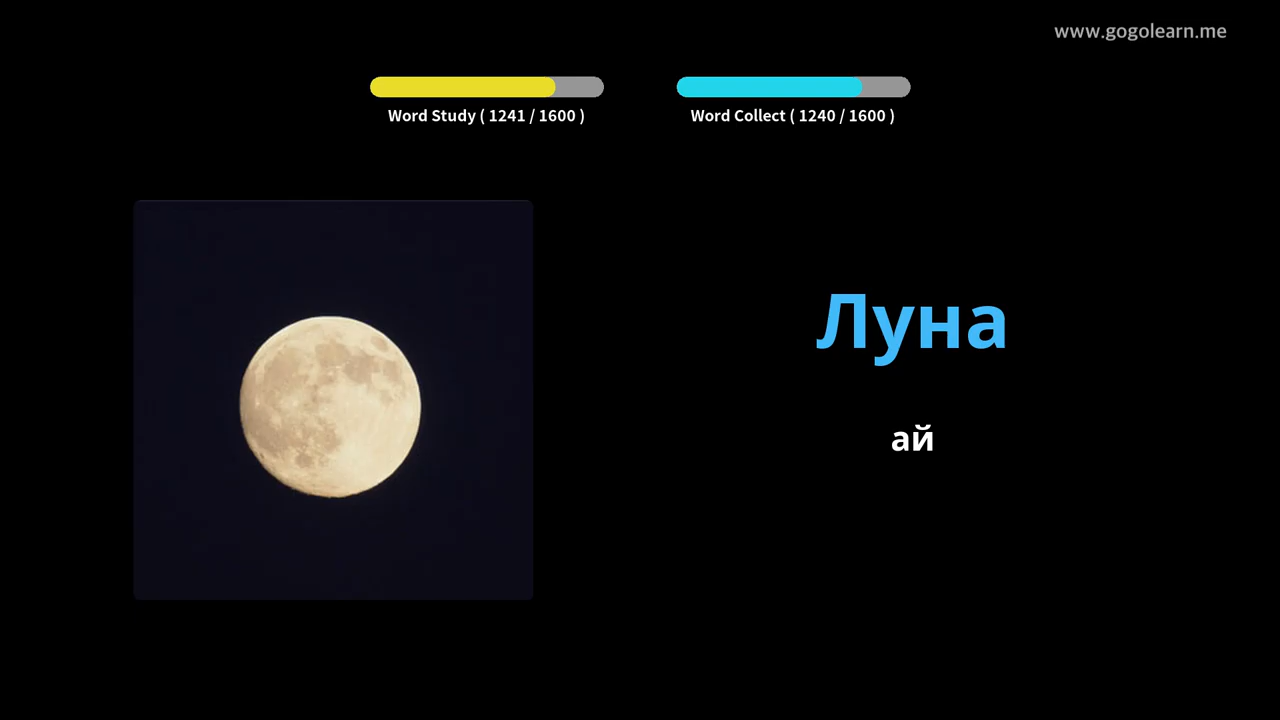 www.gogolearn.me
Word Study ( 1241 / 1600 )
Word Collect ( 1240 / 1600 )
Луна
ай